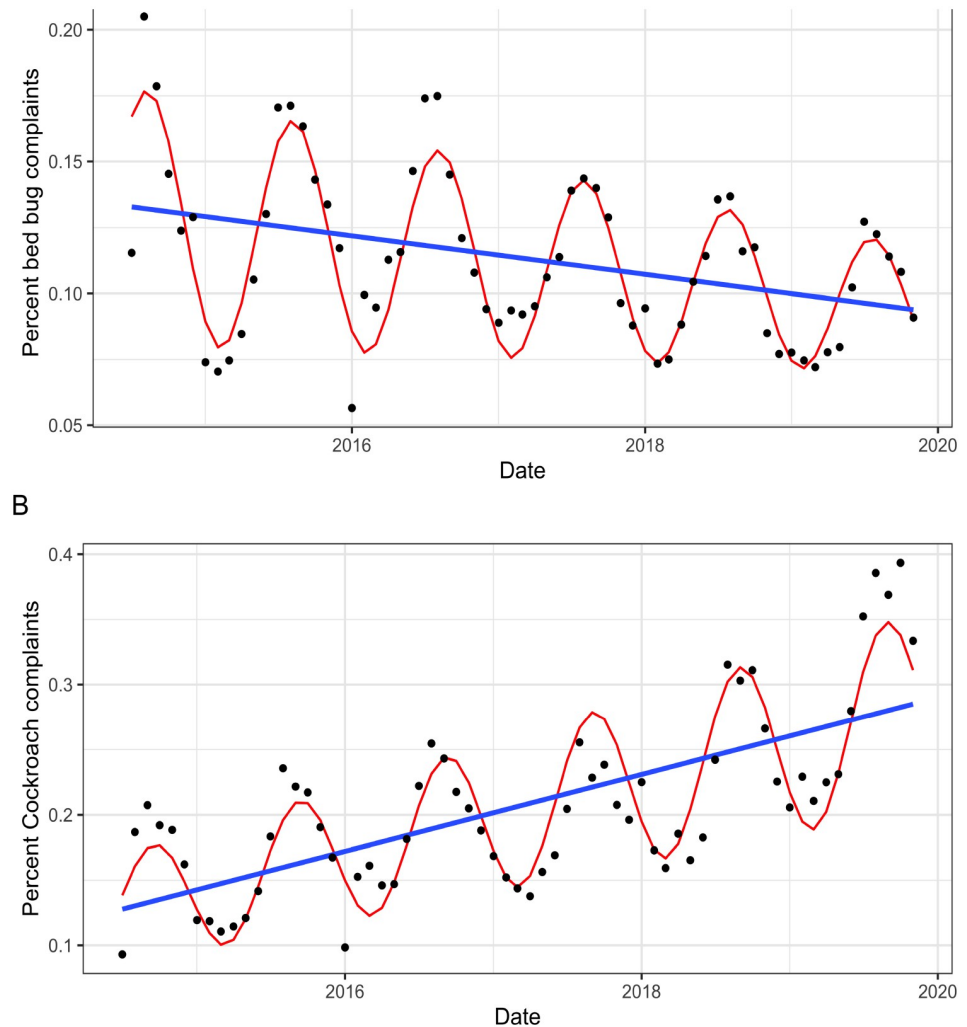 0.20
0.15
0.10
0.05
Percent bed bug complaints
2016
2018
2020
Date
B
0.4
0.3
0.2
0.1
Percent Cockroach complaints
2016
2018
2020
Date